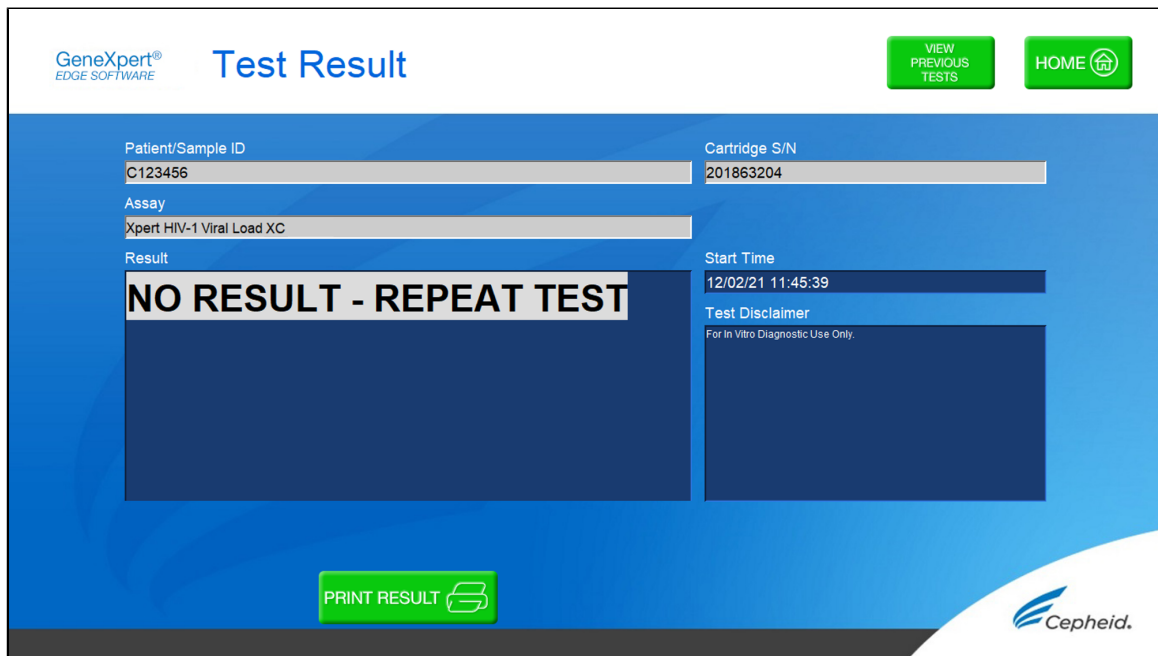 GeneXpert®
EDGE SOFTWARE
Test Result
VIEW
PREVIOUS
TESTS
HOME
Patient/Sample ID
C123456
Cartridge S/N
201863204
Assay
Xpert HIV-1 Viral Load XC
Result
NO RESULT - REPEAT TEST
Start Time
12/02/21 11:45:39
Test Disclaimer
For In Vitro Diagnostic Use Only.
PRINT RESULT
Cepheid.